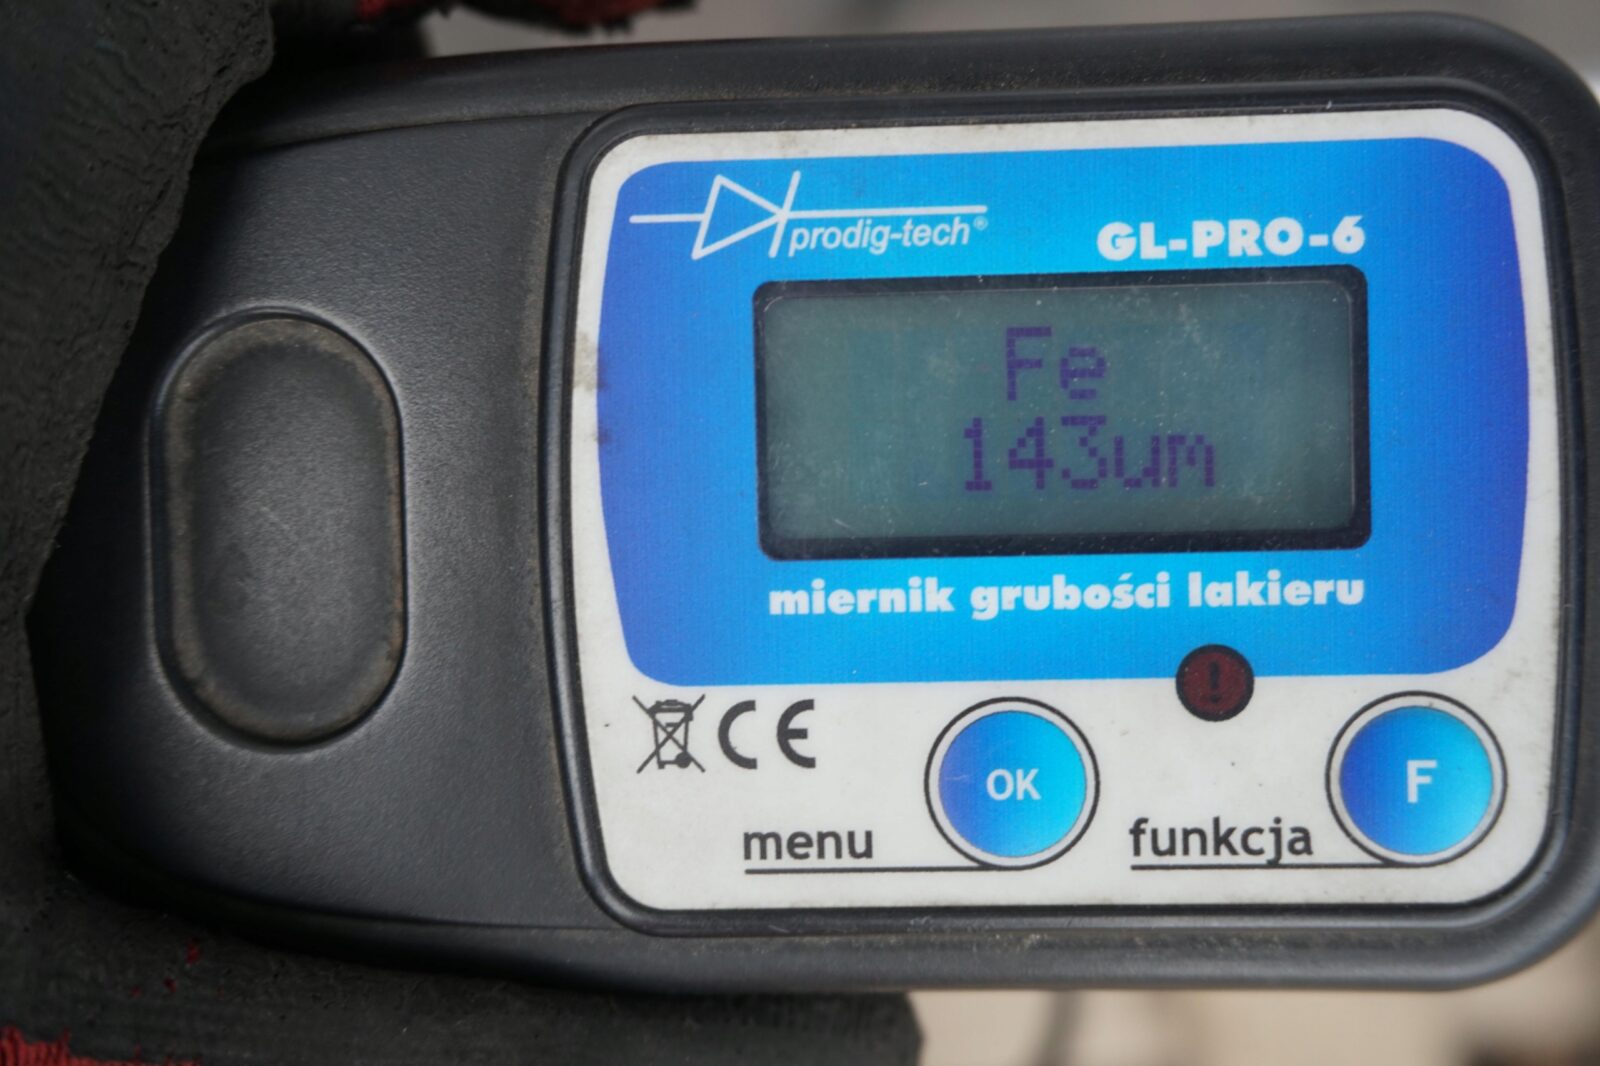 prodig-tech®
GL-PRO-6
Fe
143um
miernik grubości lakieru
!
CE
OK
F
menu
funkcja